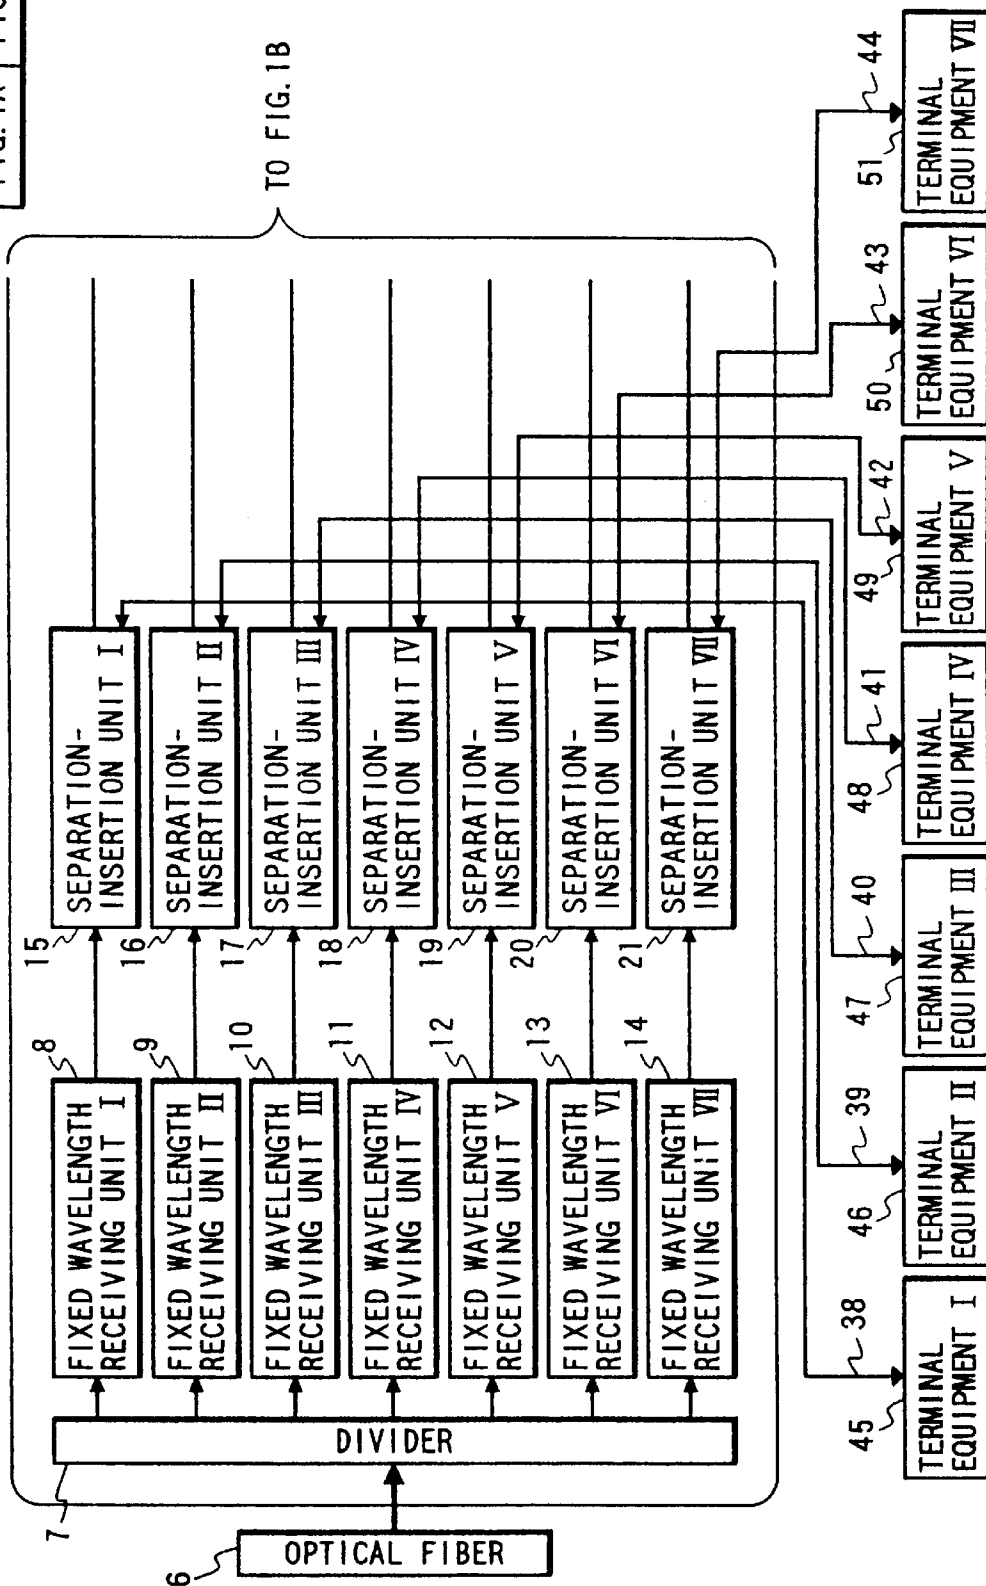 FIG. 1A
TO FIG. 1B
6
OPTICAL FIBER
7
DIVIDER
8
FIXED WAVELENGTH
RECEIVING UNIT I
9
FIXED WAVELENGTH
RECEIVING UNIT II
10
FIXED WAVELENGTH
RECEIVING UNIT III
11
FIXED WAVELENGTH
RECEIVING UNIT IV
12
FIXED WAVELENGTH
RECEIVING UNIT V
13
FIXED WAVELENGTH
RECEIVING UNIT VI
14
FIXED WAVELENGTH
RECEIVING UNIT VII
15
SEPARATION-
INSERTION UNIT I
16
SEPARATION-
INSERTION UNIT II
17
SEPARATION-
INSERTION UNIT III
18
SEPARATION-
INSERTION UNIT IV
19
SEPARATION-
INSERTION UNIT V
20
SEPARATION-
INSERTION UNIT VI
21
SEPARATION-
INSERTION UNIT VII
38
45
TERMINAL
EQUIPMENT I
39
46
TERMINAL
EQUIPMENT II
40
47
TERMINAL
EQUIPMENT III
41
48
TERMINAL
EQUIPMENT IV
42
49
TERMINAL
EQUIPMENT V
43
50
TERMINAL
EQUIPMENT VI
44
51
TERMINAL
EQUIPMENT VII